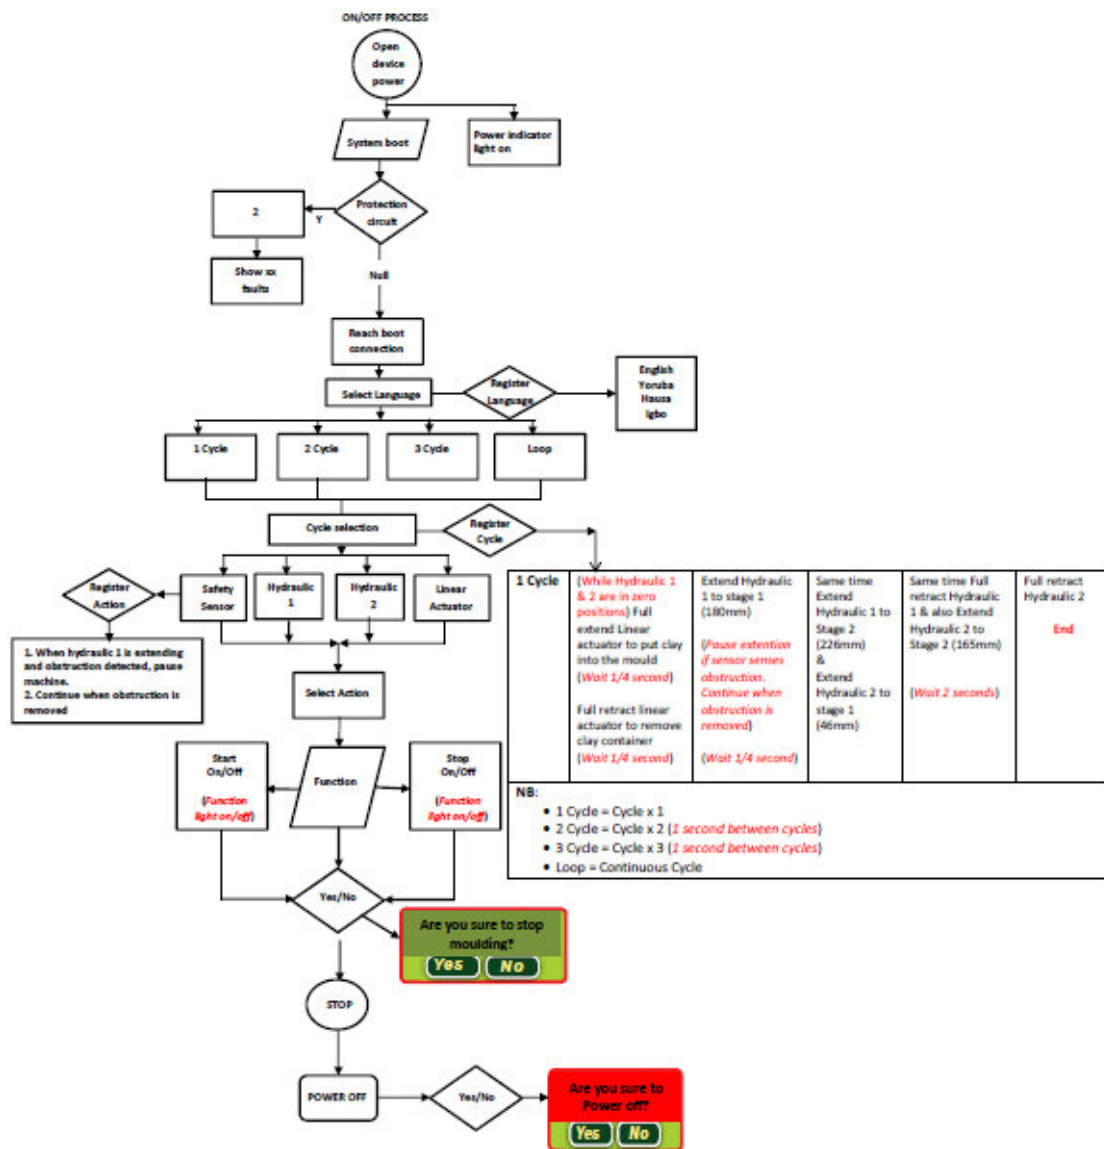 ON/OFF PROCESS
Open
device
power
System boot
Power indicator
light on
Protection
circuit
Y
2
Show xx
faults
Null
Reach boot
connection
Select Language
Register
Language
English
Yoruba
Hausa
Igbo
1 Cycle
2 Cycle
3 Cycle
Loop
Cycle selection
Register
Cycle
Register
Action
Safety
Sensor
Hydraulic
1
Hydraulic
2
Linear
Actuator
1. When hydraulic 1 is extending
and obstruction detected, pause
machine.
2. Continue when obstruction is
removed
1 Cycle
(While Hydraulic 1
& 2 are in zero
positions) Full
extend Linear
actuator to put clay
into the mould
(Wait 1/4 second)
Full retract linear
actuator to remove
clay container
(Wait 1/4 second)
Extend Hydraulic
1 to stage 1
(180mm)
(Pause extention
if sensor senses
obstruction.
Continue when
obstruction is
removed)
(Wait 1/4 second)
Same time
Extend
Hydraulic 1 to
Stage 2
(226mm)
&
Extend
Hydraulic 2 to
stage 1
(46mm)
Same time Full
retract Hydraulic
1 & also Extend
Hydraulic 2 to
Stage 2 (165mm)
(Wait 2 seconds)
Full retract
Hydraulic 2
End
NB:
• 1 Cycle = Cycle x 1
• 2 Cycle = Cycle x 2 (1 second between cycles)
• 3 Cycle = Cycle x 3 (1 second between cycles)
• Loop = Continuous Cycle
Select Action
Start
On/Off
(Function
light on/off)
Function
Stop
On/Off
(Function
light on/off)
Yes/No
Are you sure to stop
moulding?
Yes No
STOP
POWER OFF
Yes/No
Are you sure to
Power off?
Yes No